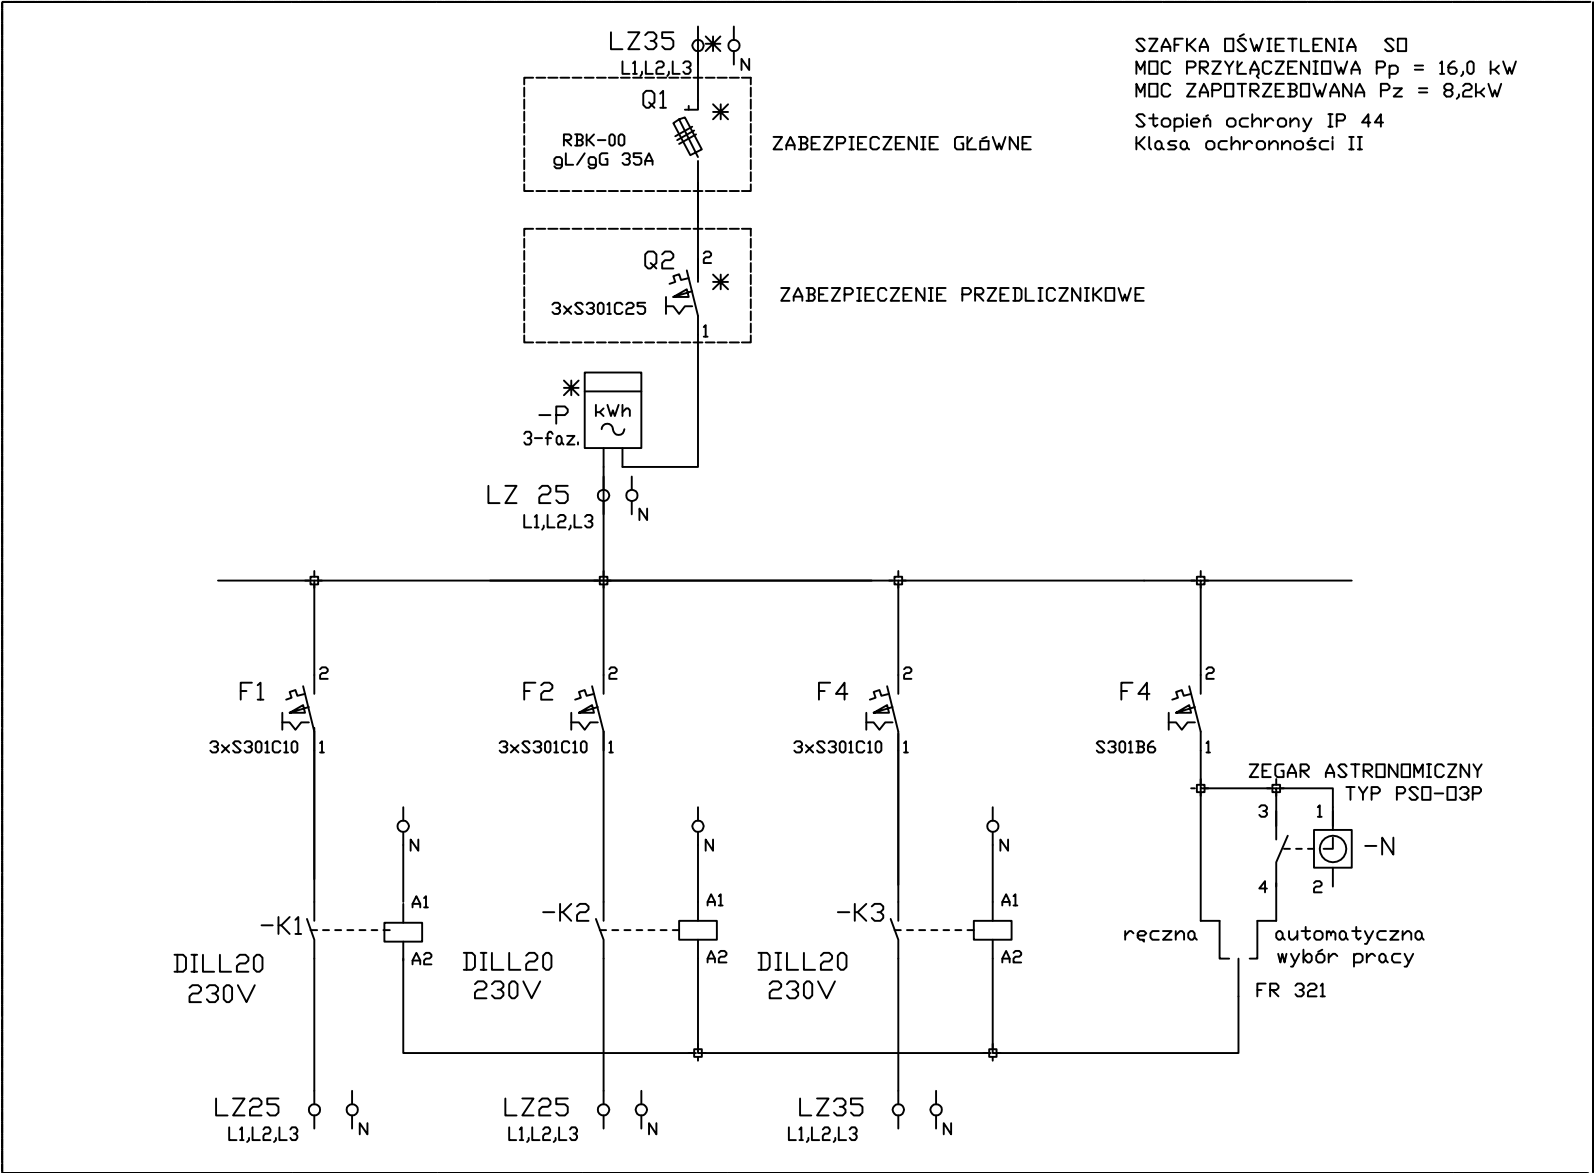 LZ35
L1,L2,L3
N
SZAFKA OŚWIETLENIA SO
MOC PRZYŁĄCZENIOWA Pp = 16,0 kW
MOC ZAPOTRZEBOWANA Pz = 8,2kW
Stopień ochrony IP 44
Klasa ochronności II
Q1
RBK-00
gL/gG 35A
ZABEZPIECZENIE GŁóWNE
Q2
2
3xS301C25
1
ZABEZPIECZENIE PRZEDLICZNIKOWE
-P
kWh
3-faz.
LZ 25
L1,L2,L3
N
F1
2
3xS301C10
1
F2
2
3xS301C10
1
F4
2
3xS301C10
1
F4
2
S301B6
1
ZEGAR ASTRONOMICZNY
TYP PSO-03P
3
1
-N
4
2
N
N
N
A1
A1
A1
-K1
-K2
-K3
A2
A2
A2
DILL20
230V
DILL20
230V
DILL20
230V
ręczna
automatyczna
wybór pracy
FR 321
LZ25
L1,L2,L3
N
LZ25
L1,L2,L3
N
LZ35
L1,L2,L3
N